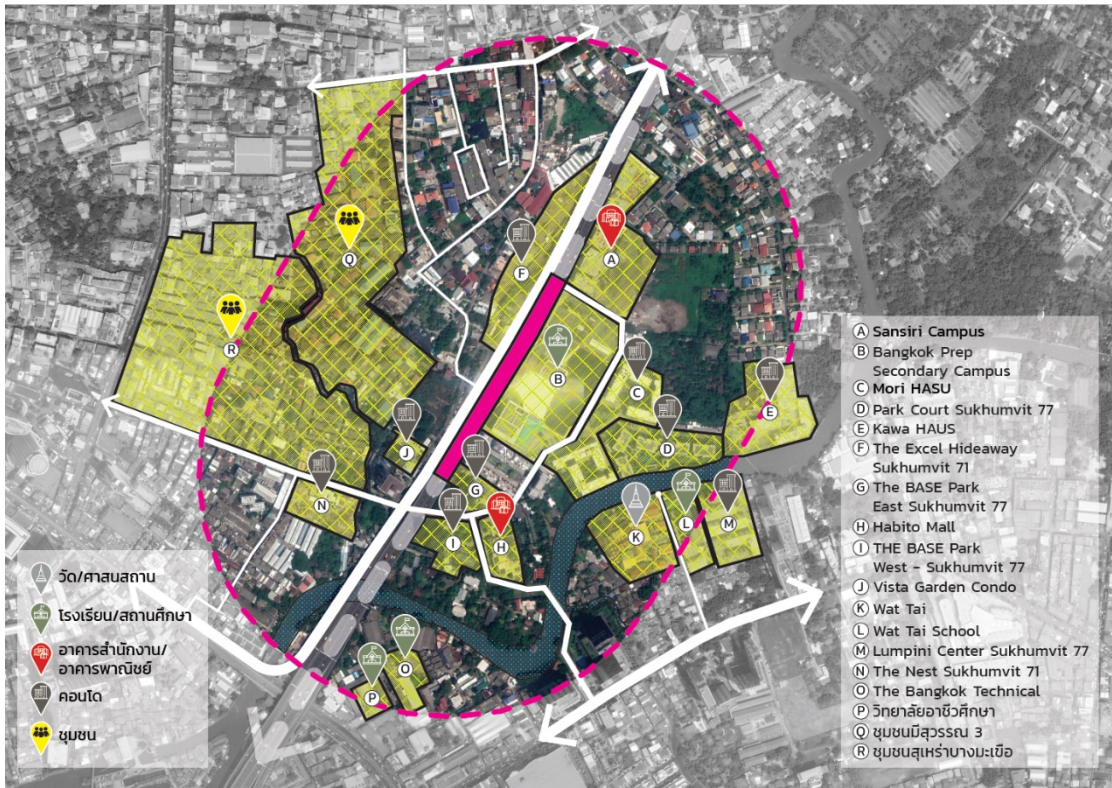 Q
F
A
R
B
C
E
J
D
G
N
I
H
K
L
M
O
P
วัด/ศาสนสถาน
โรงเรียน/สถานศึกษา
อาคารสำนักงาน/
อาคารพาณิชย์
คอนโด
ชุมชน
A Sansiri Campus
B Bangkok Prep
Secondary Campus
C Mori HASU
D Park Court Sukhumvit 77
E Kawa HAUS
F The Excel Hideaway
Sukhumvit 71
G The BASE Park
East Sukhumvit 77
H Habito Mall
I THE BASE Park
West - Sukhumvit 77
J Vista Garden Condo
K Wat Tai
L Wat Tai School
M Lumpini Center Sukhumvit 77
N The Nest Sukhumvit 71
O The Bangkok Technical
P วิทยาลัยอาชีวศึกษา
Q ชุมชนมีสุวรรณ 3
R ชุมชนสุเหร่าบางมะเขือ